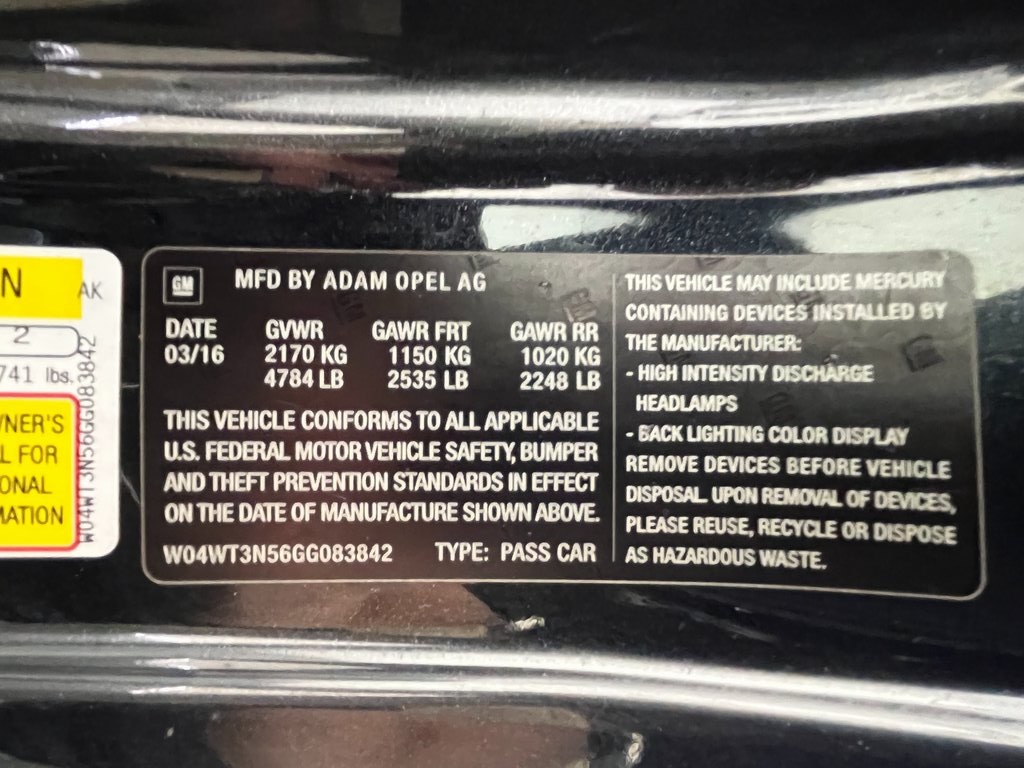 N
AK
2
741 lbs.
NER'S
L FOR
ONAL
MATION
W04WT3N56GG083842
GM
MFD BY ADAM OPEL AG
DATE GVWR GAWR FRT GAWR RR
03/16 2170 KG 1150 KG 1020 KG
4784 LB 2535 LB 2248 LB
THIS VEHICLE CONFORMS TO ALL APPLICABLE
U.S. FEDERAL MOTOR VEHICLE SAFETY, BUMPER
AND THEFT PREVENTION STANDARDS IN EFFECT
ON THE DATE OF MANUFACTURE SHOWN ABOVE.
W04WT3N56GG083842 TYPE: PASS CAR
THIS VEHICLE MAY INCLUDE MERCURY
CONTAINING DEVICES INSTALLED BY
THE MANUFACTURER:
- HIGH INTENSITY DISCHARGE
HEADLAMPS
- BACK LIGHTING COLOR DISPLAY
REMOVE DEVICES BEFORE VEHICLE
DISPOSAL. UPON REMOVAL OF DEVICES,
PLEASE REUSE, RECYCLE OR DISPOSE
AS HAZARDOUS WASTE.